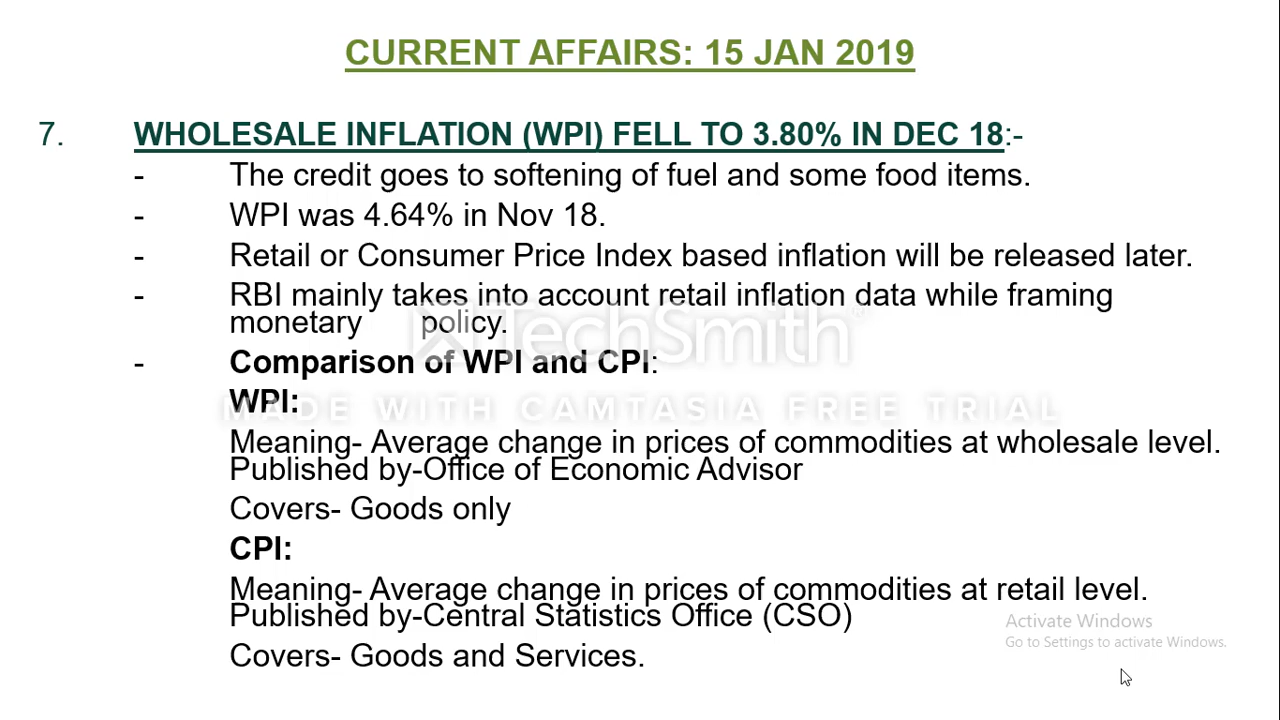 CURRENT AFFAIRS: 15 JAN 2019
7. WHOLESALE INFLATION (WPI) FELL TO 3.80% IN DEC 18:-
- The credit goes to softening of fuel and some food items.
- WPI was 4.64% in Nov 18.
- Retail or Consumer Price Index based inflation will be released later.
- RBI mainly takes into account retail inflation data while framing
monetary policy.
TechSmith®
- Comparison of WPI and CPI:
WPI:
MADE WITH CAMTASIA FREE TRIAL
Meaning- Average change in prices of commodities at wholesale level.
Published by-Office of Economic Advisor
Covers- Goods only
CPI:
Meaning- Average change in prices of commodities at retail level.
Published by-Central Statistics Office (CSO)
Activate Windows
Go to Settings to activate Windows.
Covers- Goods and Services.